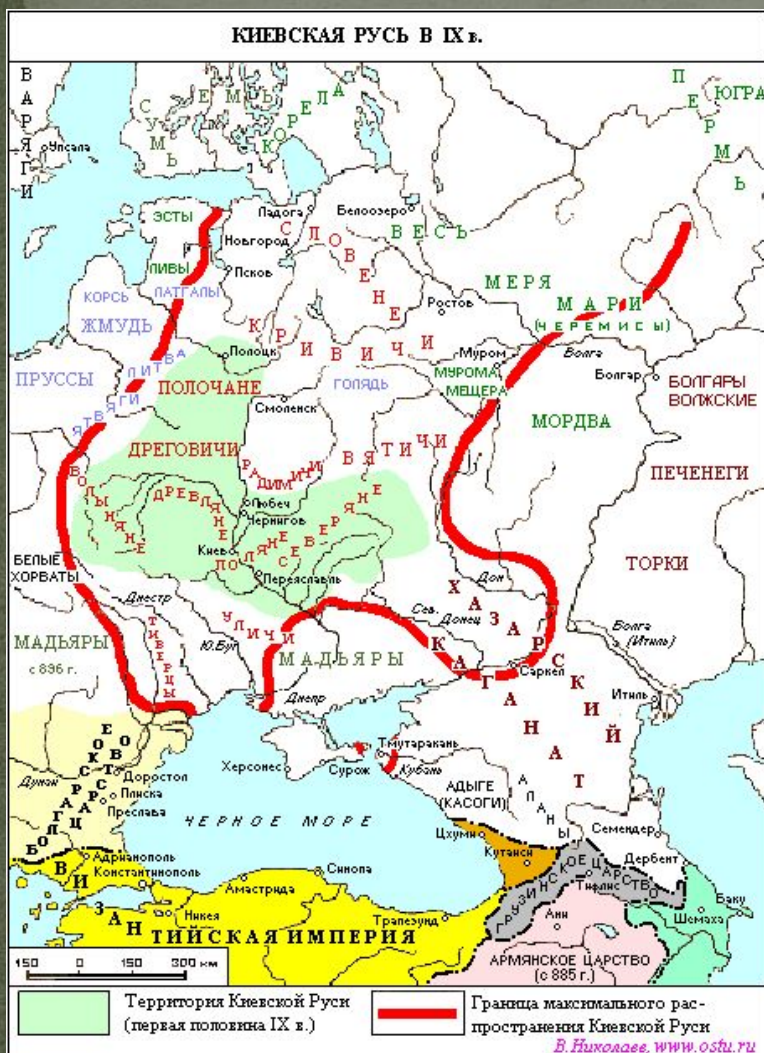 КИЕВСКАЯ РУСЬ В IX в.
ВАРЯГИ
СУМЬ
ЕМЬ
КОРЕЛА
ПЕРМЬ
ЮГРА
Упсала
ЭСТЫ
Ладога
Белоозеро
ВЕСЬ
Новгород
СЛОВЕНЕ
ЛИВЫ
Псков
КОРСЬ
ЛАТГАЛЫ
ЖМУДЬ
МЕРЯ
Ростов
МАРИ
(ЧЕРЕМИСЫ)
КРИВИЧИ
Полоцк
ЛИТВА
ПРУССЫ
ПОЛОЧАНЕ
ГОЛЯДЬ
Муром
МУРОМА
МЕЩЕРА
Волга
Болгар
БОЛГАРЫ
ВОЛЖСКИЕ
ЯТВЯГИ
Смоленск
МОРДВА
ДРЕГОВИЧИ
РАДИМИЧИ
ВЯТИЧИ
ПЕЧЕНЕГИ
ВОЛЫНЯНЕ
ДРЕВЛЯНЕ
Любеч
Чернигов
СЕВЕРЯНЕ
Киев
ПОЛЯНЕ
Переяславль
ТОРКИ
БЕЛЫЕ
ХОРВАТЫ
Днестр
Дон
ХАЗАРСКИЙ
КАГАНАТ
Сев.
Донец
УЛИЧИ
ТИВЕРЦЫ
Ю.Буг
МАДЬЯРЫ
с 896 г.
МАДЬЯРЫ
Саркел
Волга
(Итиль)
Итиль
Днепр
Тмутаракань
Херсонес
Сурож
Кубань
АДЫГЕ
(КАСОГИ)
АЛАНЫ
Дунай
БОЛГАРСКОЕ
ЦАРСТВО
Доростол
Плиска
Преслава
ЧЕРНОЕ МОРЕ
Цхуми
Кутаиси
Семендер
Дербент
Адрианополь
Константинополь
Амастрида
Синопа
ГРУЗИНСКОЕ ЦАРСТВО
Тифлис
Баку
Шемаха
Никея
Трапезунд
Ани
ВИЗАНТИЙСКАЯ ИМПЕРИЯ
АРМЯНСКОЕ ЦАРСТВО
(с 885 г.)
150 0 150 300 км
Территория Киевской Руси
(первая половина IX в.)
Граница максимального рас-
пространения Киевской Руси
В.Николаев, www.ostu.ru